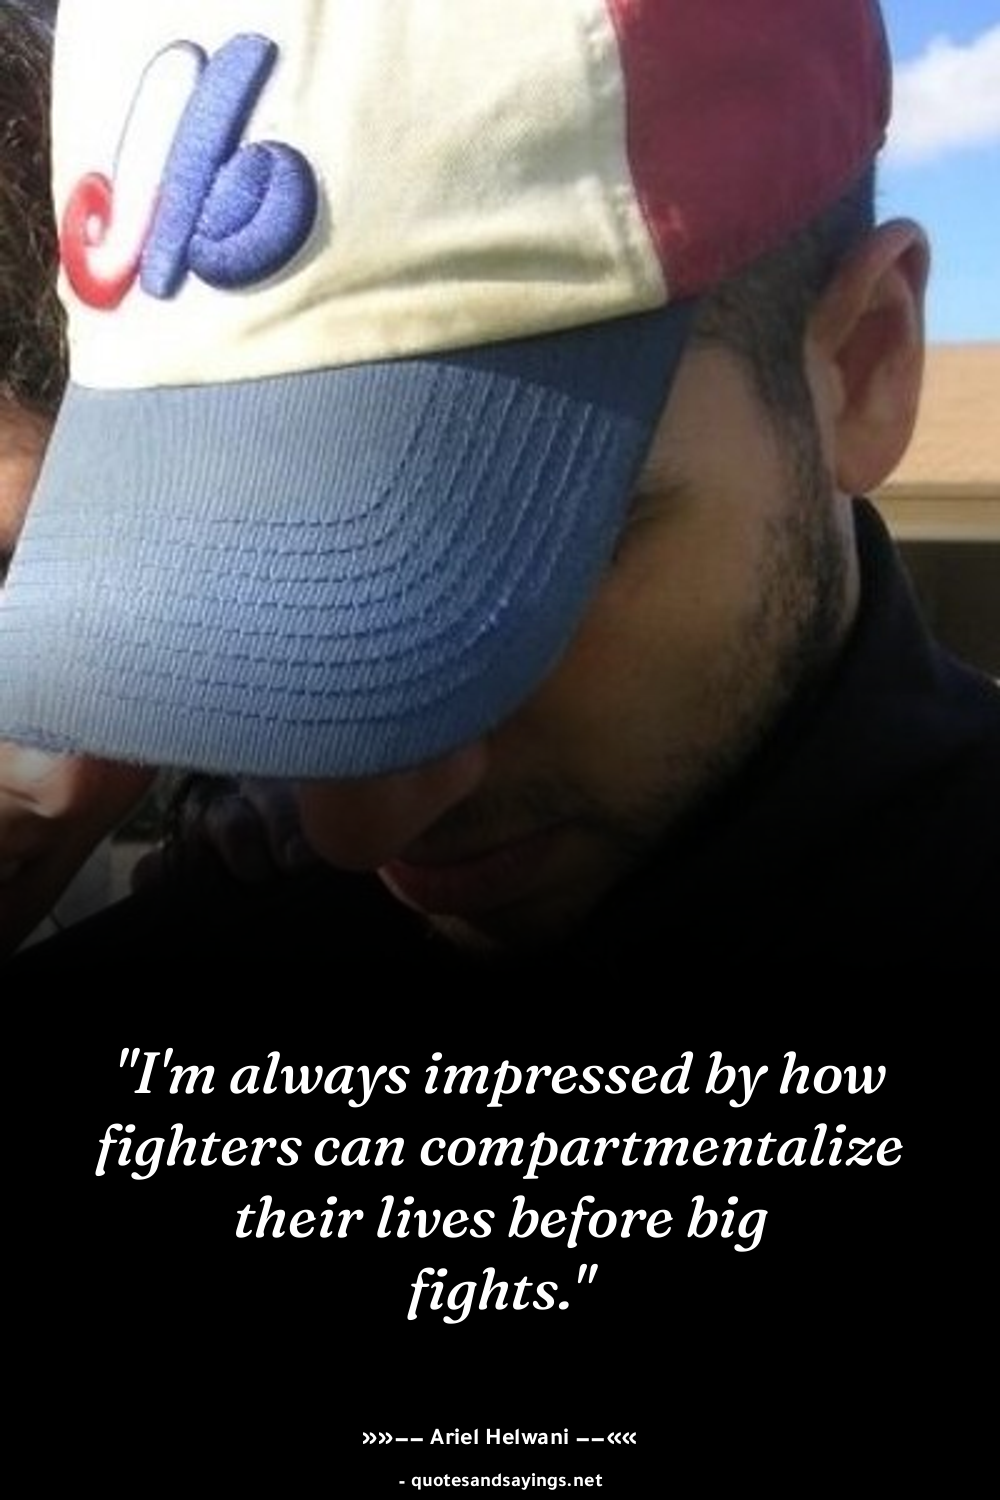 "I'm always impressed by how
fighters can compartmentalize
their lives before big
fights."
»»−− Ariel Helwani −−««
- quotesandsayings.net